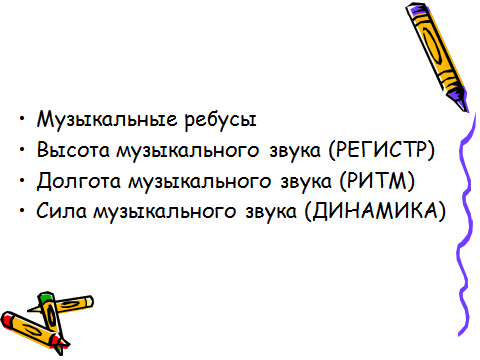 • Музыкальные ребусы
• Высота музыкального звука (РЕГИСТР)
• Долгота музыкального звука (РИТМ)
• Сила музыкального звука (ДИНАМИКА)